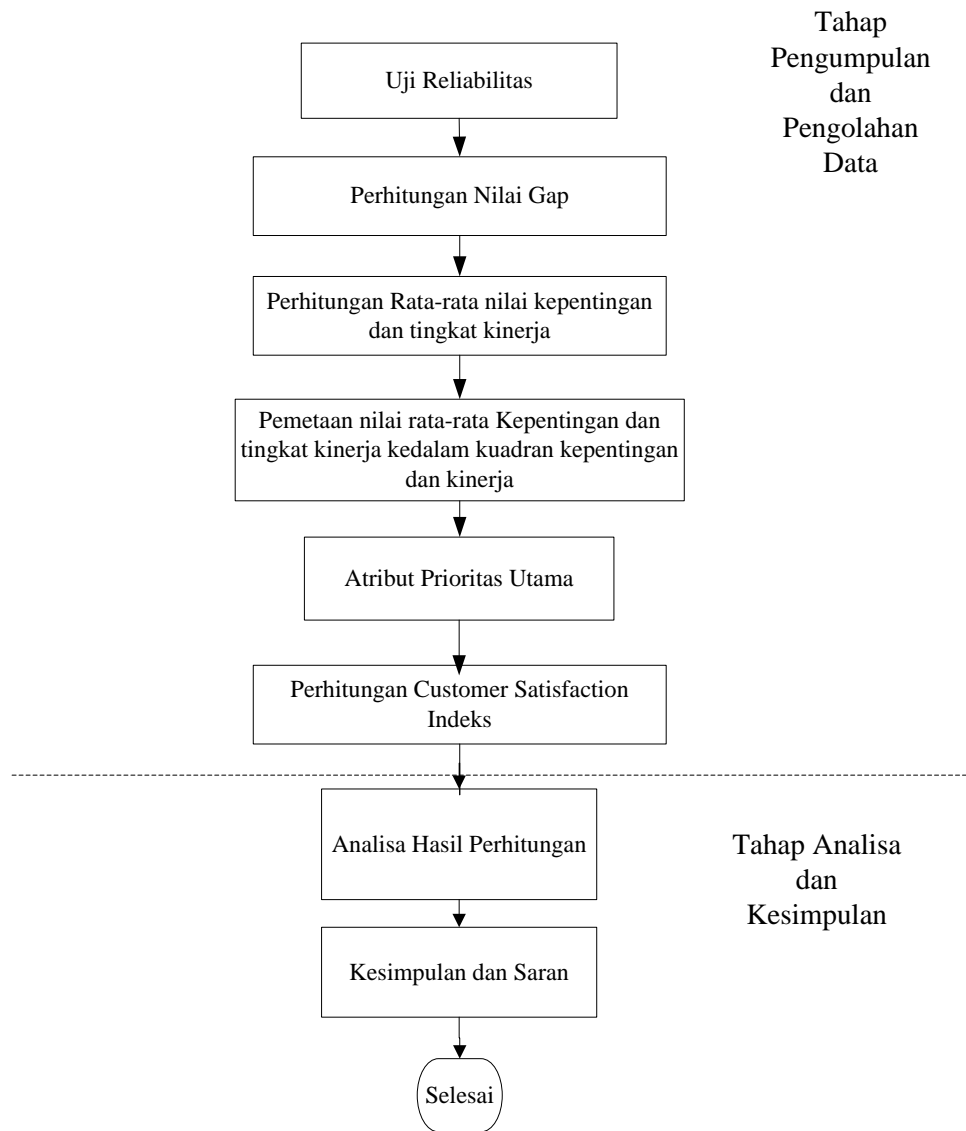 Tahap
Pengumpulan
dan
Pengolahan
Data
Uji Reliabilitas
Perhitungan Nilai Gap
Perhitungan Rata-rata nilai kepentingan
dan tingkat kinerja
Pemetaan nilai rata-rata Kepentingan dan
tingkat kinerja kedalam kuadran kepentingan
dan kinerja
Atribut Prioritas Utama
Perhitungan Customer Satisfaction
Indeks
Analisa Hasil Perhitungan
Tahap Analisa
dan
Kesimpulan
Kesimpulan dan Saran
Selesai